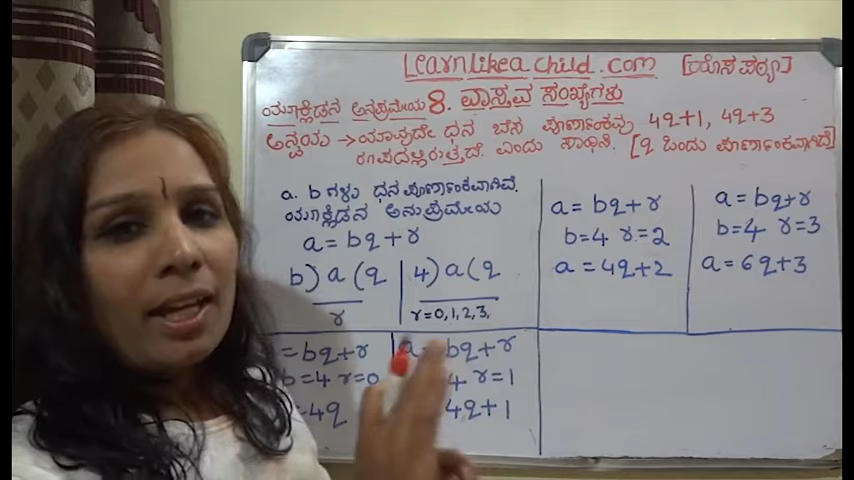 Learnlikeachild.com [ಹೊಸ ಪಠ್ಯ]
ಯೂಕ್ಲಿಡನ ಅನುಪ್ರಮೇಯ 8. ವಾಸ್ತವ ಸಂಖ್ಯೆಗಳು
ಅನ್ವಯ → ಯಾವುದೇ ಧನ ಬೆಸ ಪೂರ್ಣಾಂಕವು 4q+1, 4q+3
ರೂಪದಲ್ಲಿರುತ್ತದೆ ಎಂದು ಸಾಧಿಸಿ. [q ಒಂದು ಪೂರ್ಣಾಂಕವಾಗಿದೆ]
a. b ಗಳು ಧನ ಪೂರ್ಣಾಂಕವಾಗಿವೆ.
ಯೂಕ್ಲಿಡನ ಅನುಪ್ರಮೇಯ
a = bq+r
b) a (q
r
4) a (q
r=0,1,2,3,
a = bq+r
b=4 r=2
a = 4q+2
a = bq+r
b=4 r=3
a = 6q+3
= bq+r
b=4 r=0
4q
a bq+r
4 r=1
4q+1